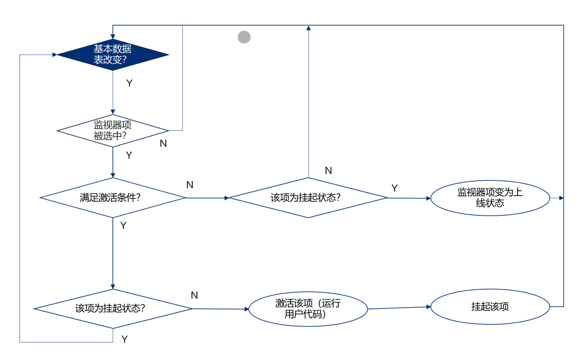 基本数据
表改变?
Y
监视器项
被选中?
N
Y
满足激活条件?
N
该项为挂起状态?
N
Y
监视器项变为上
线状态
Y
该项为挂起状态?
N
激活该项（运行
用户代码）
挂起该项
Y